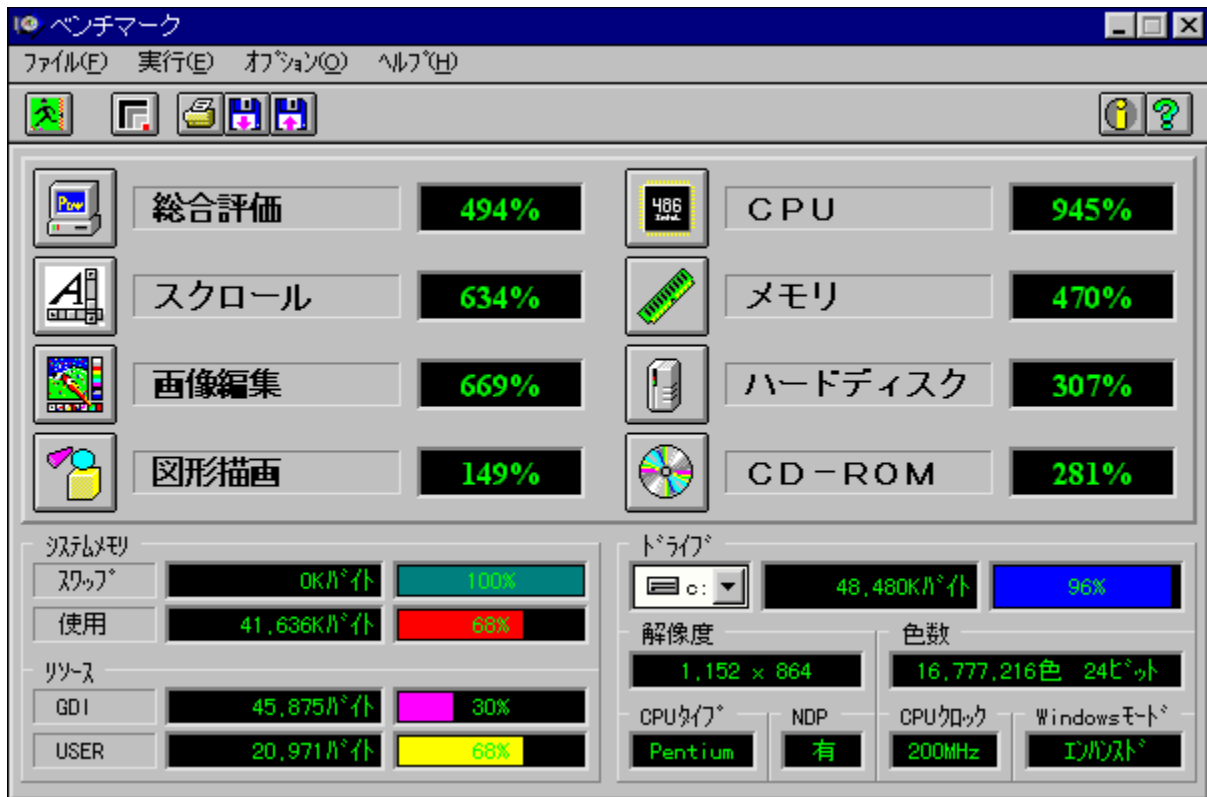 ベンチマーク
ﾌｧｲﾙ(F) 実行(E) ｵﾌﾟｼｮﾝ(O) ﾍﾙﾌﾟ(H)
Pow 総合評価 494%
486 Intel CPU 945%
スクロール 634%
メモリ 470%
画像編集 669%
ハードディスク 307%
図形描画 149%
CD-ROM 281%
ｼｽﾃﾑﾒﾓﾘ
ｽﾜｯﾌﾟ 0Kﾊﾞｲﾄ 100%
使用 41,636Kﾊﾞｲﾄ 68%
ﾘｿｰｽ
GDI 45,875ﾊﾞｲﾄ 30%
USER 20,971ﾊﾞｲﾄ 68%
ﾄﾞﾗｲﾌﾞ
c: 48,480Kﾊﾞｲﾄ 96%
解像度 色数
1,152 × 864 16,777,216色 24ﾋﾞｯﾄ
CPUﾀｲﾌﾟ NDP CPUｸﾛｯｸ Windowsﾓｰﾄﾞ
Pentium 有 200MHz ｴﾝﾊﾝｽﾄﾞ